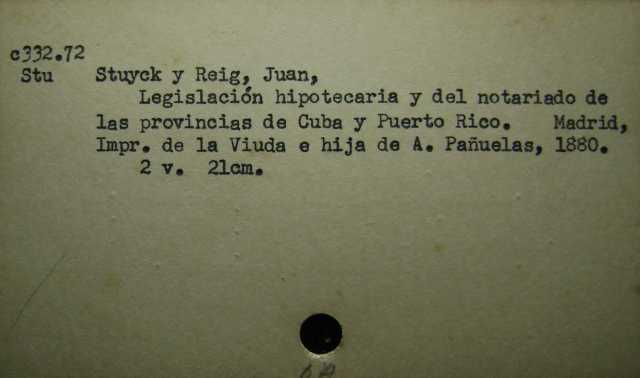 c332.72
Stu Stuyck y Reig, Juan,
Legislación hipotecaria y del notariado de
las provincias de Cuba y Puerto Rico. Madrid,
Impr. de la Viuda e hija de A. Pañuelas, 1880.
2 v. 21cm.